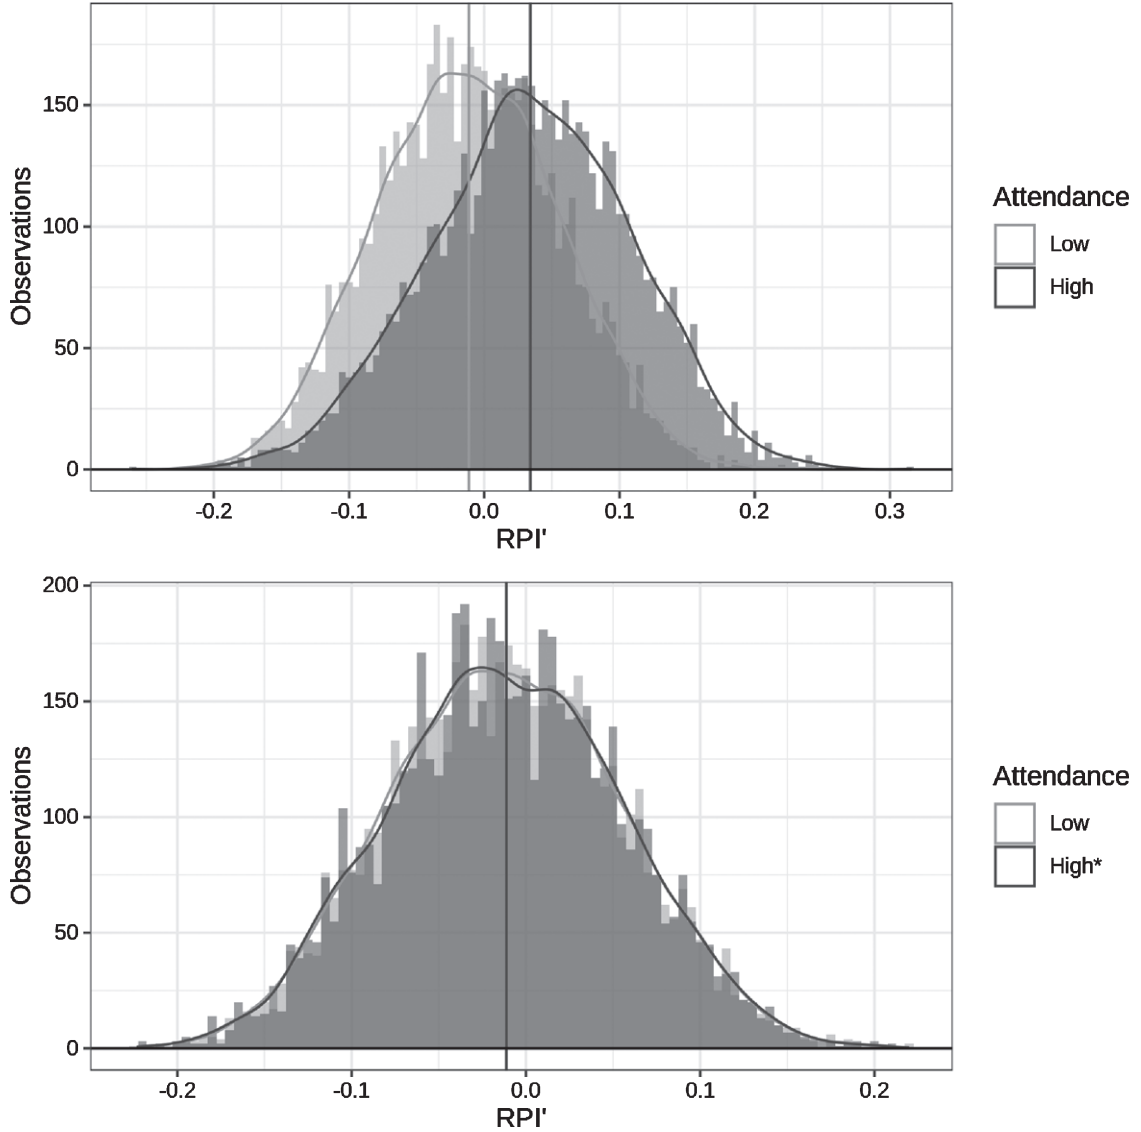 150
100
50
0
Observations
-0.2 -0.1 0.0 0.1 0.2 0.3
RPI'
Attendance
Low
High
200
150
100
50
0
Observations
-0.2 -0.1 0.0 0.1 0.2
RPI'
Attendance
Low
High*